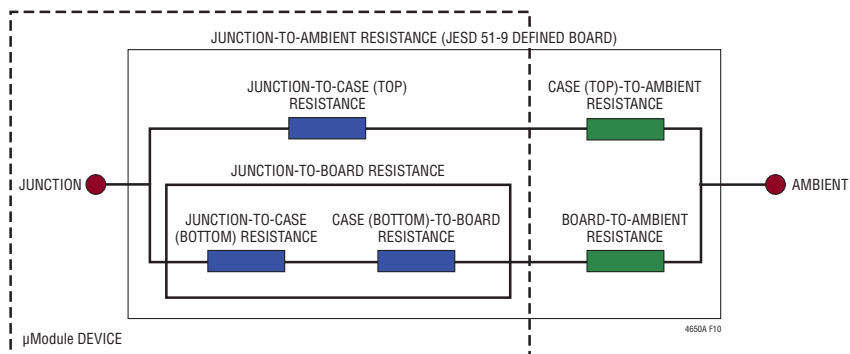 JUNCTION-TO-AMBIENT RESISTANCE (JESD 51-9 DEFINED BOARD)
JUNCTION-TO-CASE (TOP)
RESISTANCE
CASE (TOP)-TO-AMBIENT
RESISTANCE
JUNCTION
JUNCTION-TO-BOARD RESISTANCE
AMBIENT
JUNCTION-TO-CASE
(BOTTOM) RESISTANCE
CASE (BOTTOM)-TO-BOARD
RESISTANCE
BOARD-TO-AMBIENT
RESISTANCE
4650A F10
µModule DEVICE